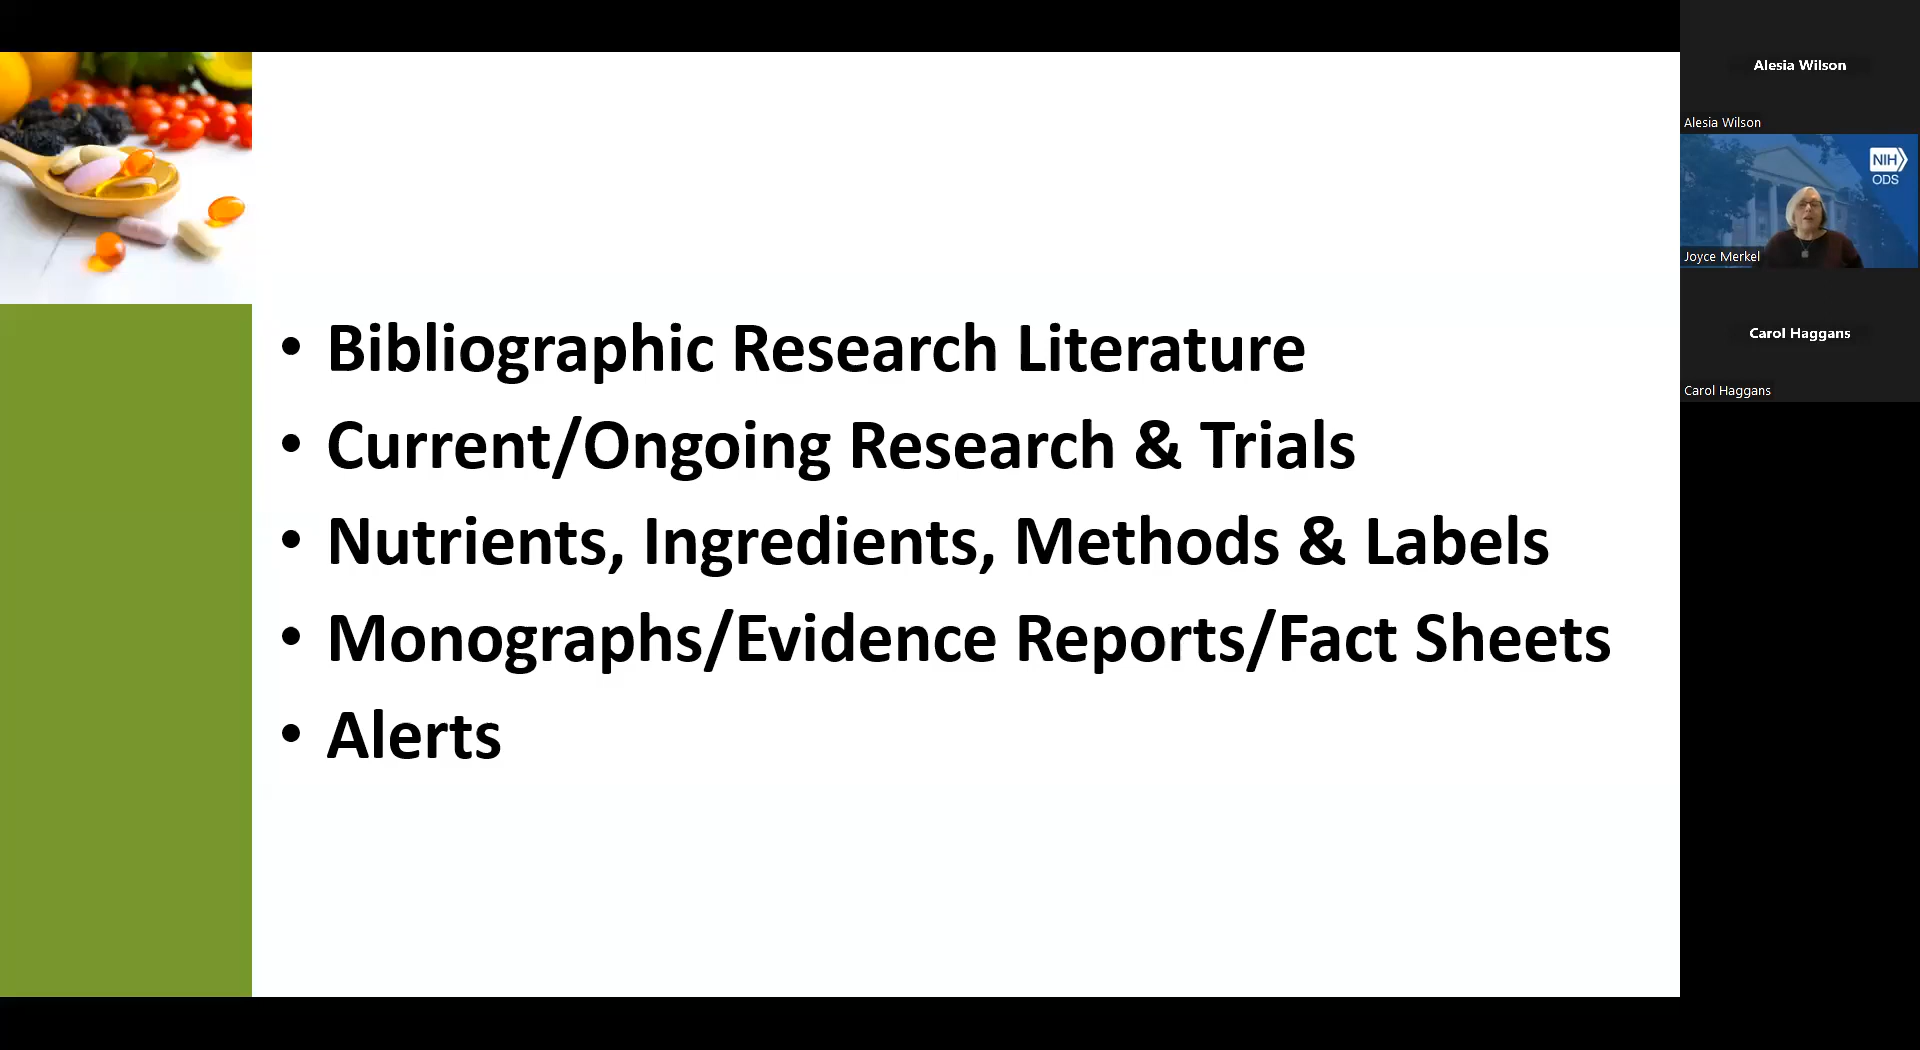 • Bibliographic Research Literature
• Current/Ongoing Research & Trials
• Nutrients, Ingredients, Methods & Labels
• Monographs/Evidence Reports/Fact Sheets
• Alerts
Alesia Wilson
Alesia Wilson
NIH
ODS
Joyce Merkel
Carol Haggans
Carol Haggans